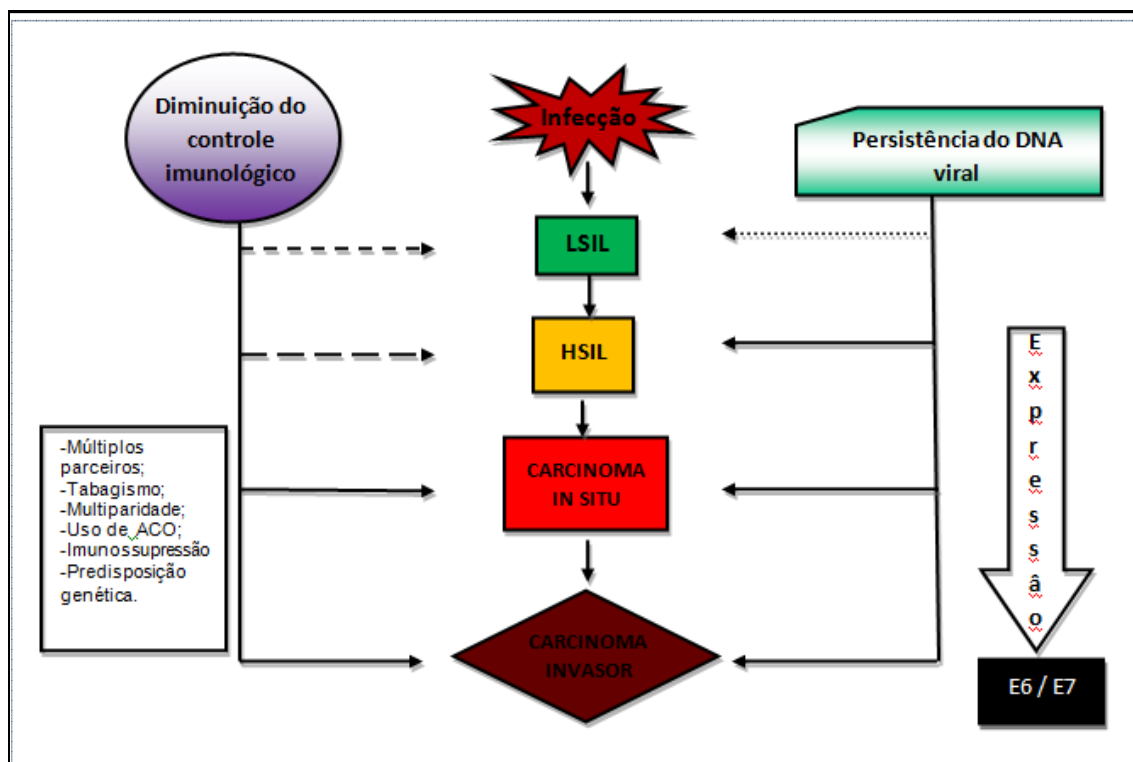 Diminuição do
controle
imunológico
Infecção
Persistência do DNA
viral
LSIL
HSIL
-Múltiplos
parceiros;
-Tabagismo;
-Multiparidade;
-Uso de ACO;
-Imunossupressão
-Predisposição
genética.
CARCINOMA
IN SITU
CARCINOMA
INVASOR
E
x
p
r
e
s
s
â
o
E6 / E7